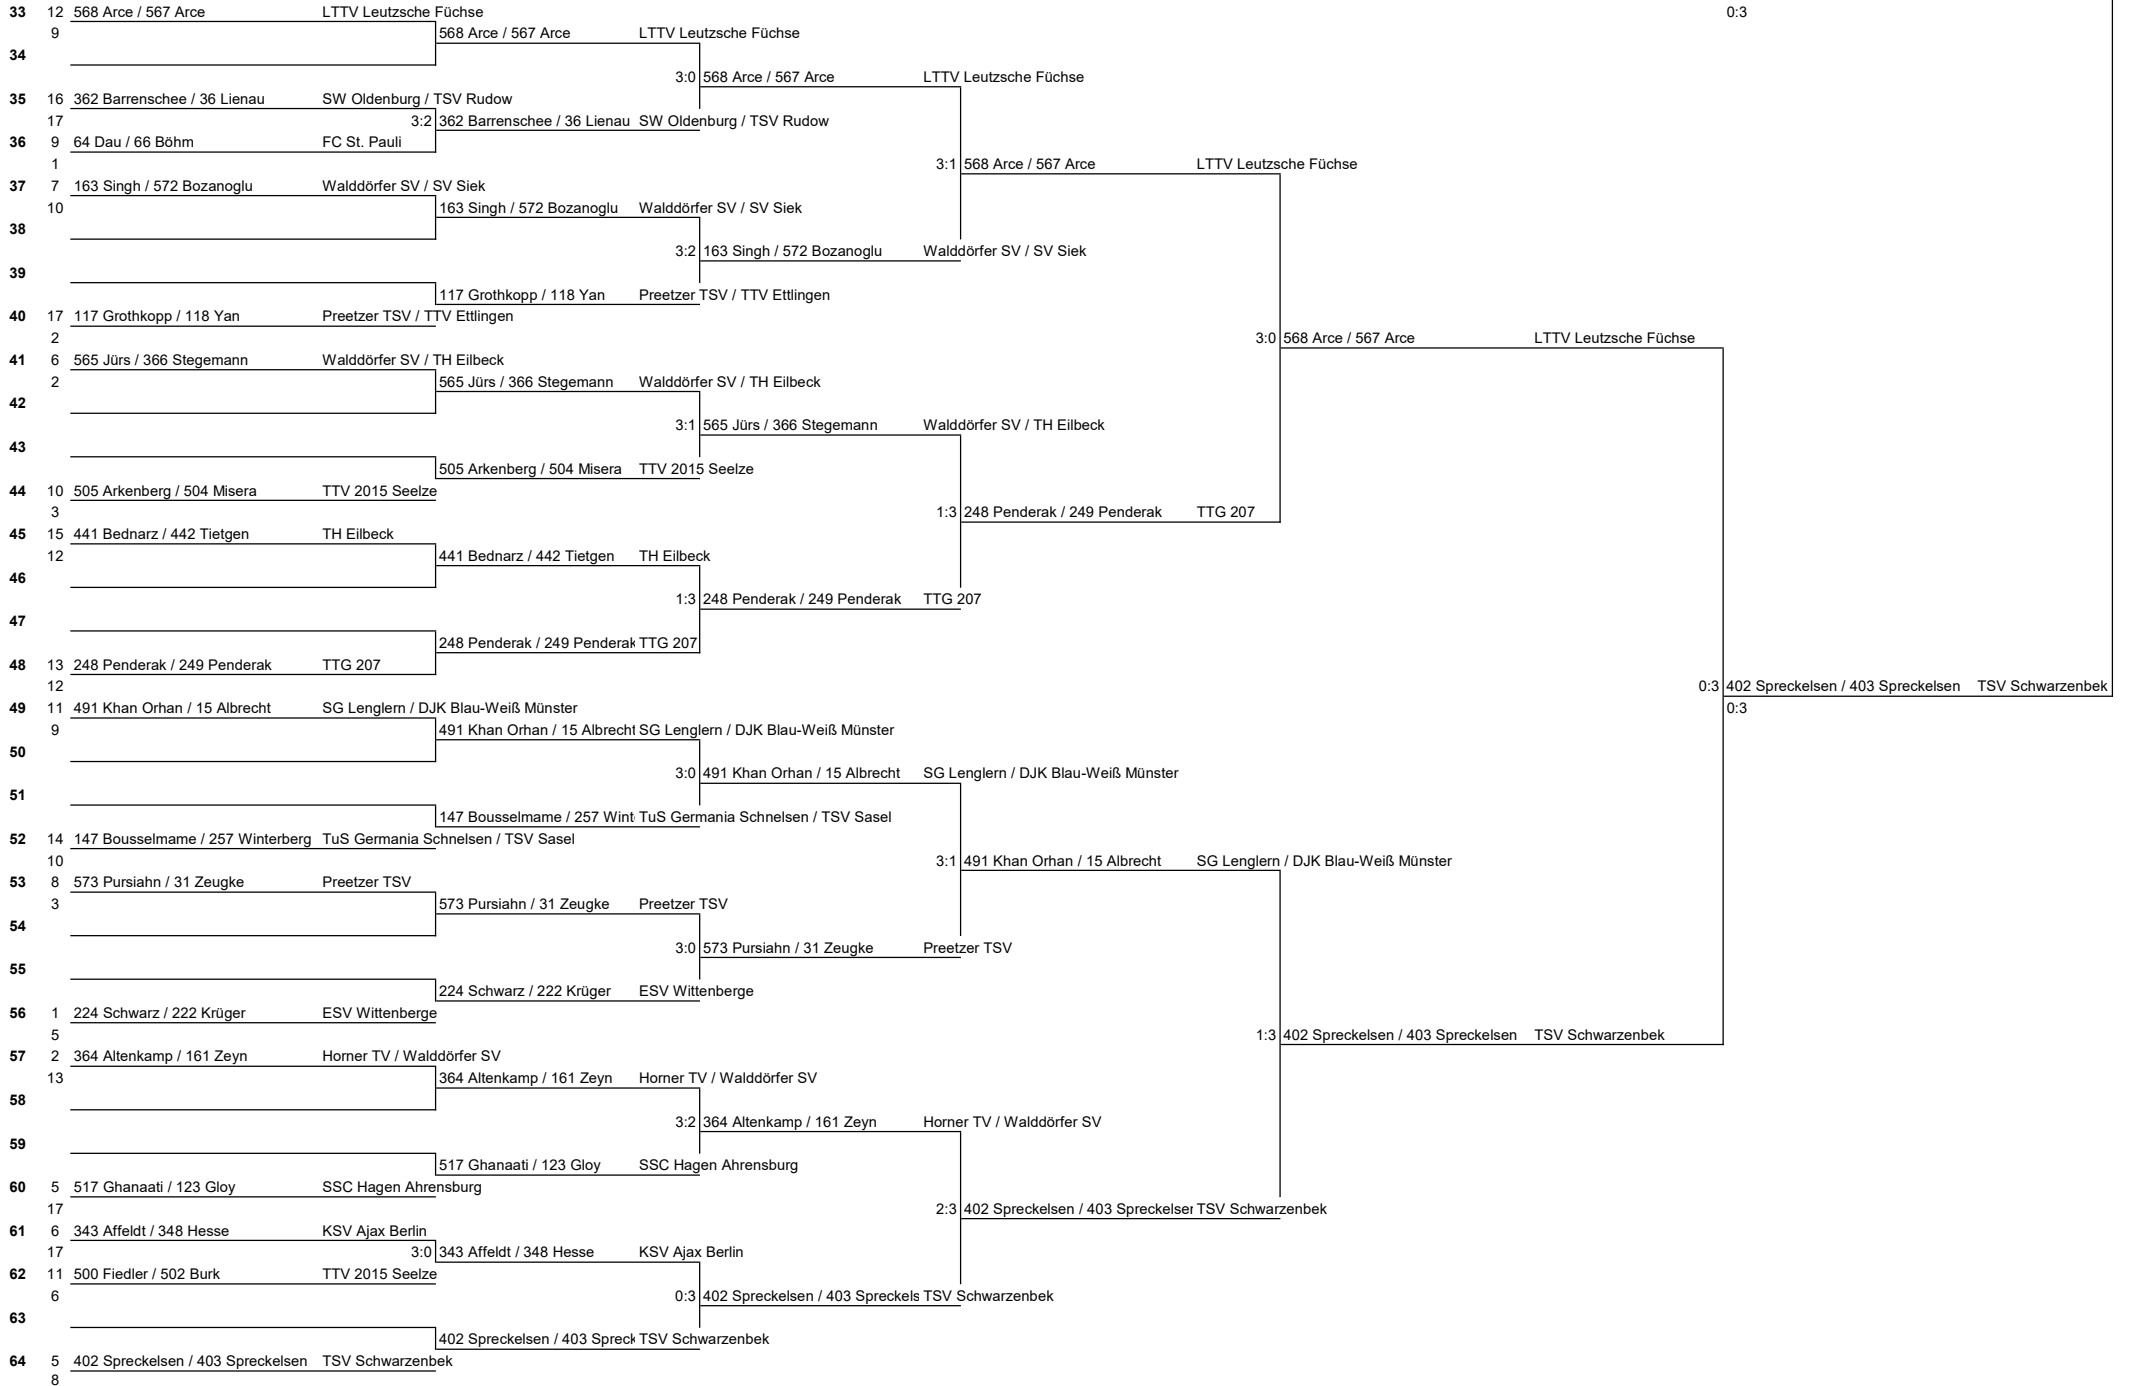 33 12 568 Arce / 567 Arce LTTV Leutzsche Füchse 0:3
9 568 Arce / 567 Arce LTTV Leutzsche Füchse
34
3:0 568 Arce / 567 Arce LTTV Leutzsche Füchse
35 16 362 Barrenschee / 36 Lienau SW Oldenburg / TSV Rudow
17 3:2 362 Barrenschee / 36 Lienau SW Oldenburg / TSV Rudow
36 9 64 Dau / 66 Böhm FC St. Pauli
1 3:1 568 Arce / 567 Arce LTTV Leutzsche Füchse
37 7 163 Singh / 572 Bozanoglu Walddörfer SV / SV Siek
10 163 Singh / 572 Bozanoglu Walddörfer SV / SV Siek
38
3:2 163 Singh / 572 Bozanoglu Walddörfer SV / SV Siek
39
117 Grothkopp / 118 Yan Preetzer TSV / TTV Ettlingen
40 17 117 Grothkopp / 118 Yan Preetzer TSV / TTV Ettlingen
2 3:0 568 Arce / 567 Arce LTTV Leutzsche Füchse
41 6 565 Jürs / 366 Stegemann Walddörfer SV / TH Eilbeck
2 565 Jürs / 366 Stegemann Walddörfer SV / TH Eilbeck
42
3:1 565 Jürs / 366 Stegemann Walddörfer SV / TH Eilbeck
43
505 Arkenberg / 504 Misera TTV 2015 Seelze
44 10 505 Arkenberg / 504 Misera TTV 2015 Seelze
3 1:3 248 Penderak / 249 Penderak TTG 207
45 15 441 Bednarz / 442 Tietgen TH Eilbeck
12 441 Bednarz / 442 Tietgen TH Eilbeck
46
1:3 248 Penderak / 249 Penderak TTG 207
47
248 Penderak / 249 Penderak TTG 207
48 13 248 Penderak / 249 Penderak TTG 207
12 0:3 402 Spreckelsen / 403 Spreckelsen TSV Schwarzenbek
49 11 491 Khan Orhan / 15 Albrecht SG Lenglern / DJK Blau-Weiß Münster 0:3
9 491 Khan Orhan / 15 Albrecht SG Lenglern / DJK Blau-Weiß Münster
50
3:0 491 Khan Orhan / 15 Albrecht SG Lenglern / DJK Blau-Weiß Münster
51
147 Bousselmame / 257 Wint TuS Germania Schnelsen / TSV Sasel
52 14 147 Bousselmame / 257 Winterberg TuS Germania Schnelsen / TSV Sasel
10 3:1 491 Khan Orhan / 15 Albrecht SG Lenglern / DJK Blau-Weiß Münster
53 8 573 Pursiahn / 31 Zeugke Preetzer TSV
3 573 Pursiahn / 31 Zeugke Preetzer TSV
54
3:0 573 Pursiahn / 31 Zeugke Preetzer TSV
55
224 Schwarz / 222 Krüger ESV Wittenberge
56 1 224 Schwarz / 222 Krüger ESV Wittenberge
5 1:3 402 Spreckelsen / 403 Spreckelsen TSV Schwarzenbek
57 2 364 Altenkamp / 161 Zeyn Horner TV / Walddörfer SV
13 364 Altenkamp / 161 Zeyn Horner TV / Walddörfer SV
58
3:2 364 Altenkamp / 161 Zeyn Horner TV / Walddörfer SV
59
517 Ghanaati / 123 Gloy SSC Hagen Ahrensburg
60 5 517 Ghanaati / 123 Gloy SSC Hagen Ahrensburg
17 2:3 402 Spreckelsen / 403 Spreckelser TSV Schwarzenbek
61 6 343 Affeldt / 348 Hesse KSV Ajax Berlin
17 3:0 343 Affeldt / 348 Hesse KSV Ajax Berlin
62 11 500 Fiedler / 502 Burk TTV 2015 Seelze
6 0:3 402 Spreckelsen / 403 Spreckels TSV Schwarzenbek
63
402 Spreckelsen / 403 Spreck TSV Schwarzenbek
64 5 402 Spreckelsen / 403 Spreckelsen TSV Schwarzenbek
8